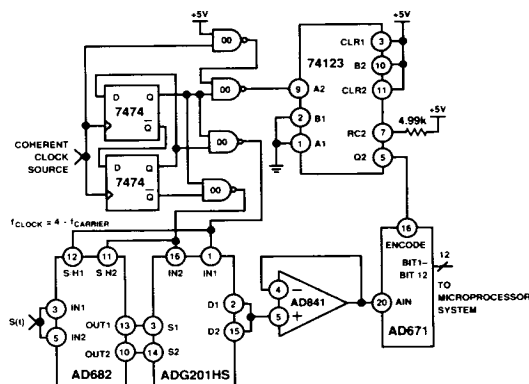 +5V
00
+5V
74123
CLR1 3
9 A2
B2 10
CLR2 11
D Q
7474
Q
00
2 B1
1 A1
RC2 7
4.99k
+5V
Q2 5
00
COHERENT
CLOCK
SOURCE
D Q
7474
Q
00
fCLOCK = 4 - fCARRIER
12 11
S H1 S H2
16 1
IN2 IN1
16
ENCODE
BIT1-
BIT 12
12
TO
MICROPROCESSOR
SYSTEM
S(t)
3 IN1
5 IN2
OUT1 13
OUT2 10
3 S1
14 S2
D1 2
D2 15
4 −
5 +
AD841
20 AIN
AD671
AD682
ADG201HS